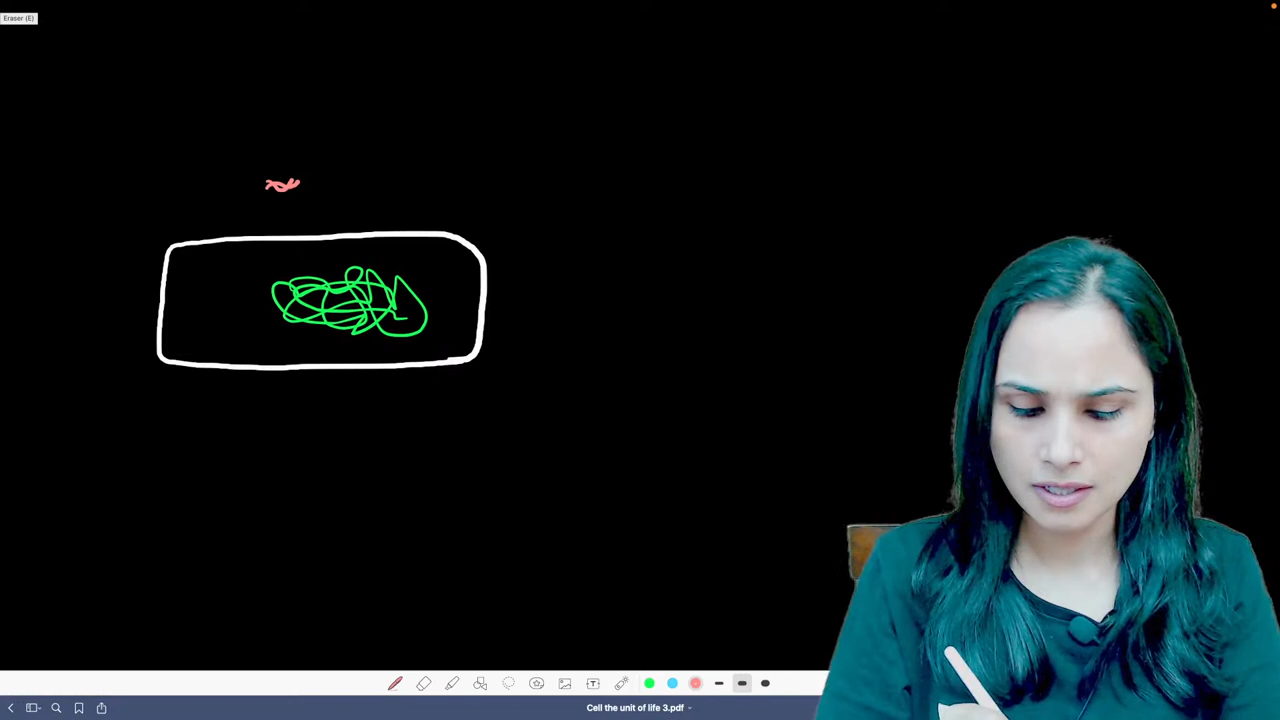 Eraser (E)
Cell the unit of life 3.pdf